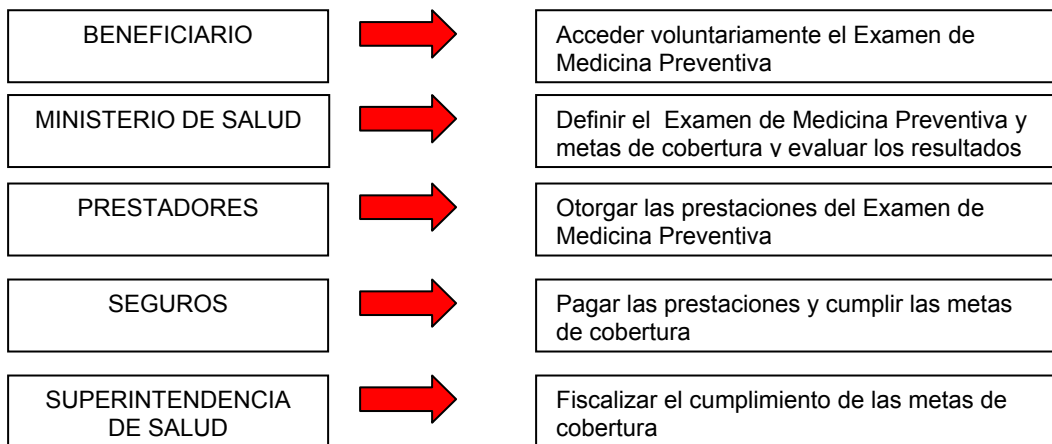 BENEFICIARIO
Acceder voluntariamente el Examen de
Medicina Preventiva
MINISTERIO DE SALUD
Definir el Examen de Medicina Preventiva y
metas de cobertura y evaluar los resultados
PRESTADORES
Otorgar las prestaciones del Examen de
Medicina Preventiva
SEGUROS
Pagar las prestaciones y cumplir las metas
de cobertura
SUPERINTENDENCIA
DE SALUD
Fiscalizar el cumplimiento de las metas de
cobertura